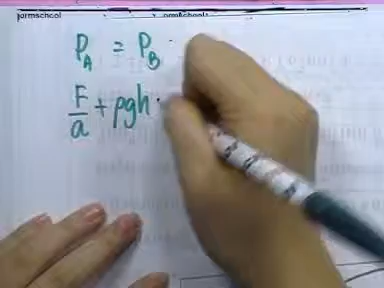 P_A = P_B
F/a + ρgh